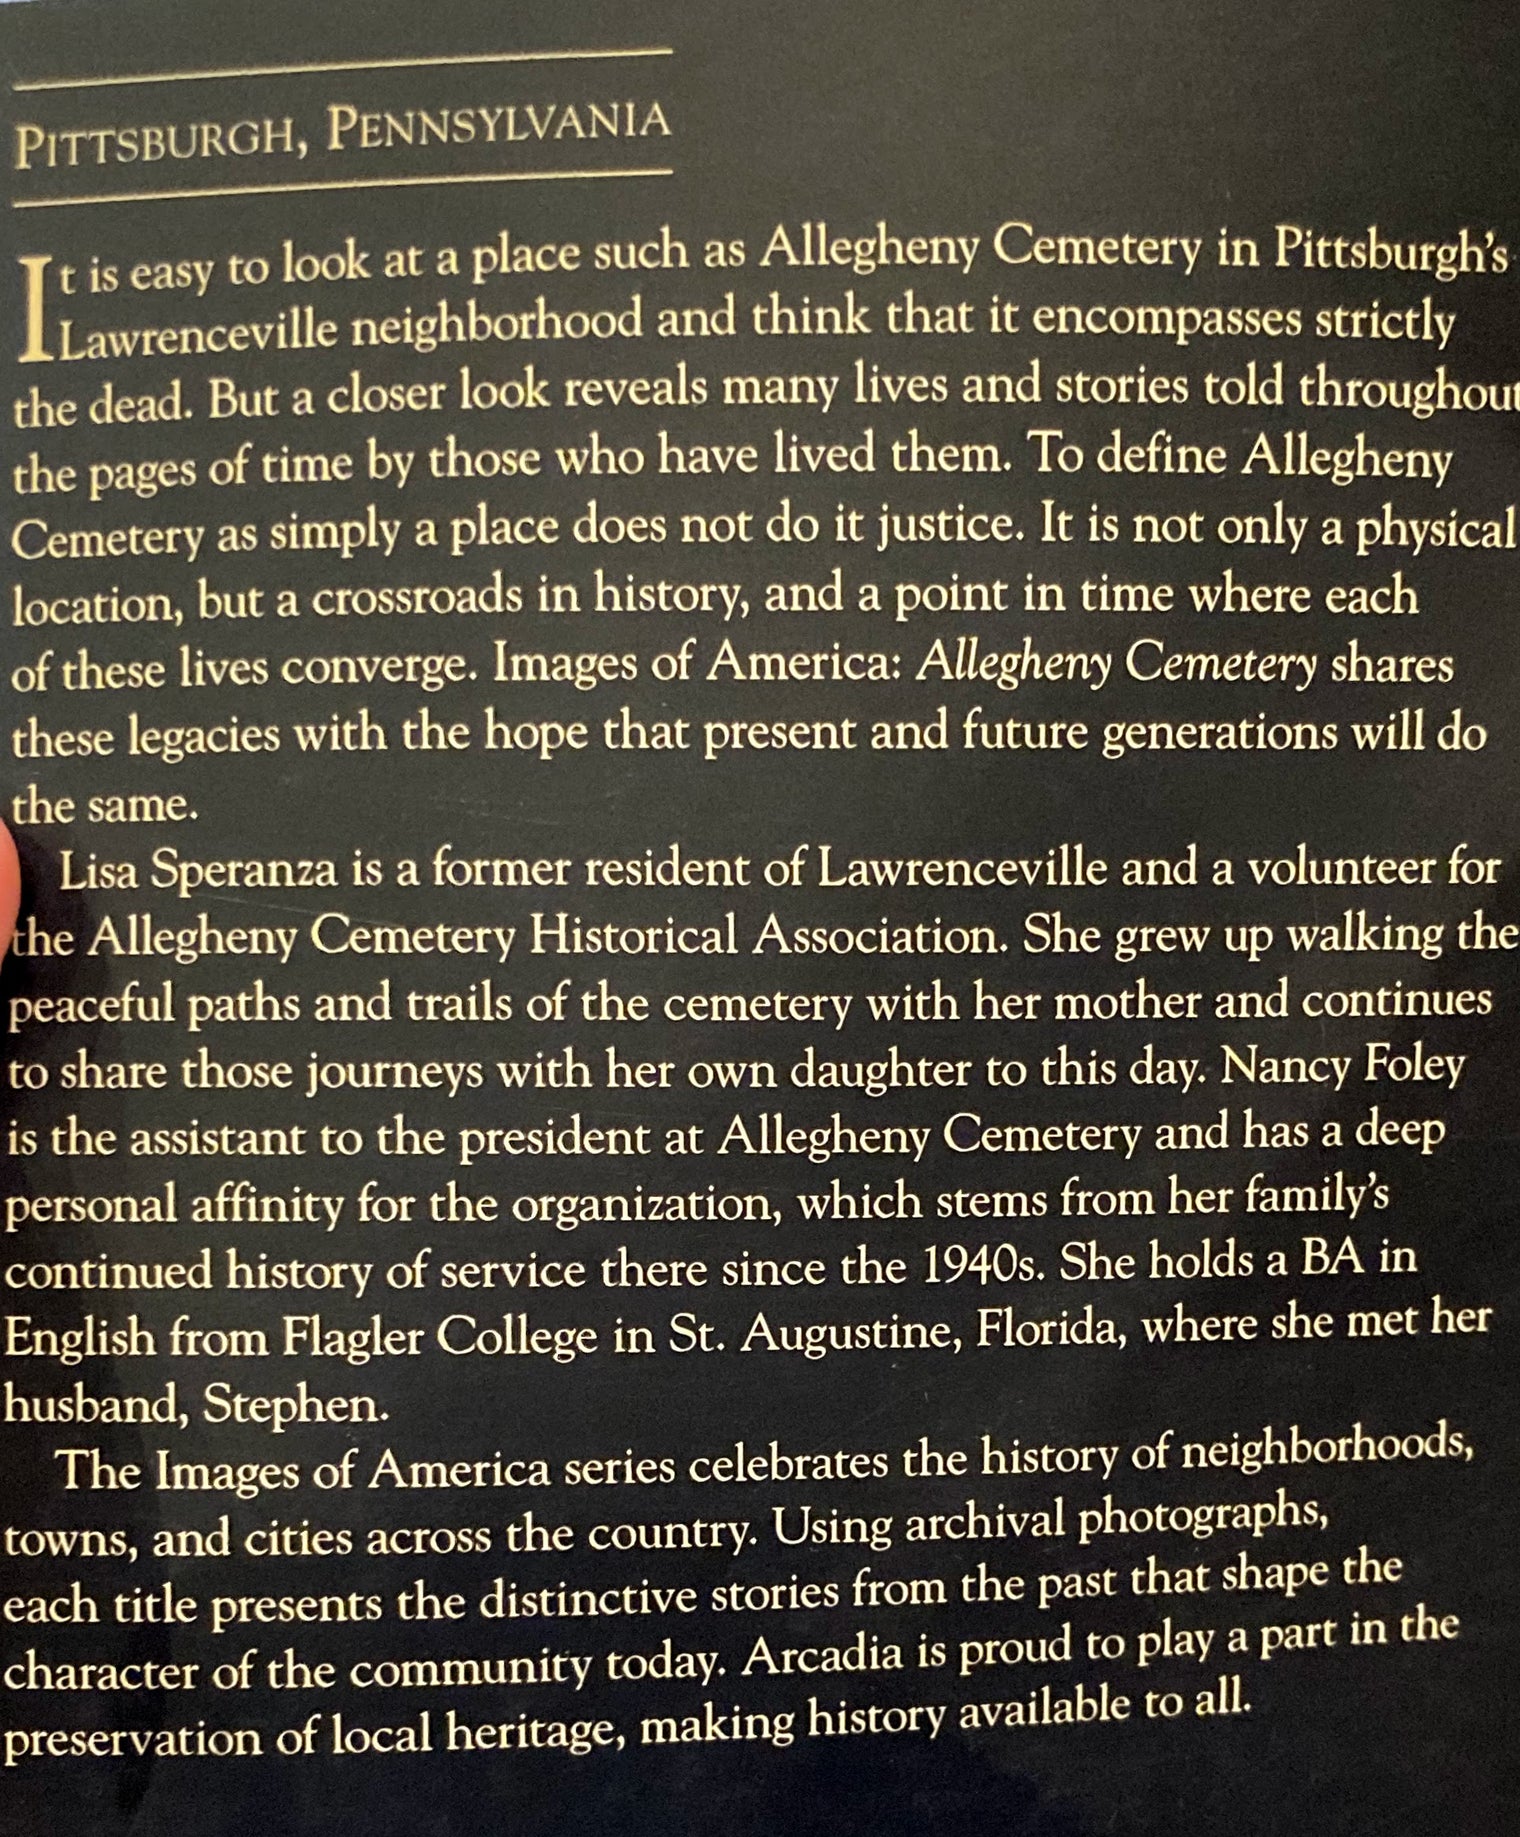 PITTSBURGH, PENNSYLVANIA
It is easy to look at a place such as Allegheny Cemetery in Pittsburgh's
Lawrenceville neighborhood and think that it encompasses strictly
the dead. But a closer look reveals many lives and stories told throughout
the pages of time by those who have lived them. To define Allegheny
Cemetery as simply a place does not do it justice. It is not only a physical
location, but a crossroads in history, and a point in time where each
of these lives converge. Images of America: Allegheny Cemetery shares
these legacies with the hope that present and future generations will do
the same.
Lisa Speranza is a former resident of Lawrenceville and a volunteer for
the Allegheny Cemetery Historical Association. She grew up walking the
peaceful paths and trails of the cemetery with her mother and continues
to share those journeys with her own daughter to this day. Nancy Foley
is the assistant to the president at Allegheny Cemetery and has a deep
personal affinity for the organization, which stems from her family's
continued history of service there since the 1940s. She holds a BA in
English from Flagler College in St. Augustine, Florida, where she met her
husband, Stephen.
The Images of America series celebrates the history of neighborhoods,
towns, and cities across the country. Using archival photographs,
each title presents the distinctive stories from the past that shape the
character of the community today. Arcadia is proud to play a part in the
preservation of local heritage, making history available to all.